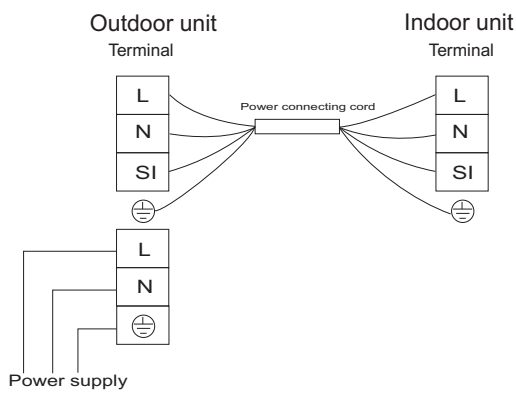 Outdoor unit
Indoor unit
Terminal
Terminal
Power connecting cord
L
L
N
N
SI
SI
L
N
Power supply